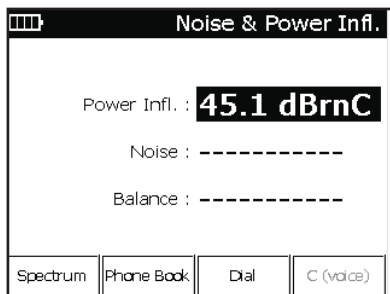 Noise & Power Infl.
Power Infl. : 45.1 dBrnC
Noise : -----------
Balance : -----------
Spectrum Phone Book Dial C (voice)